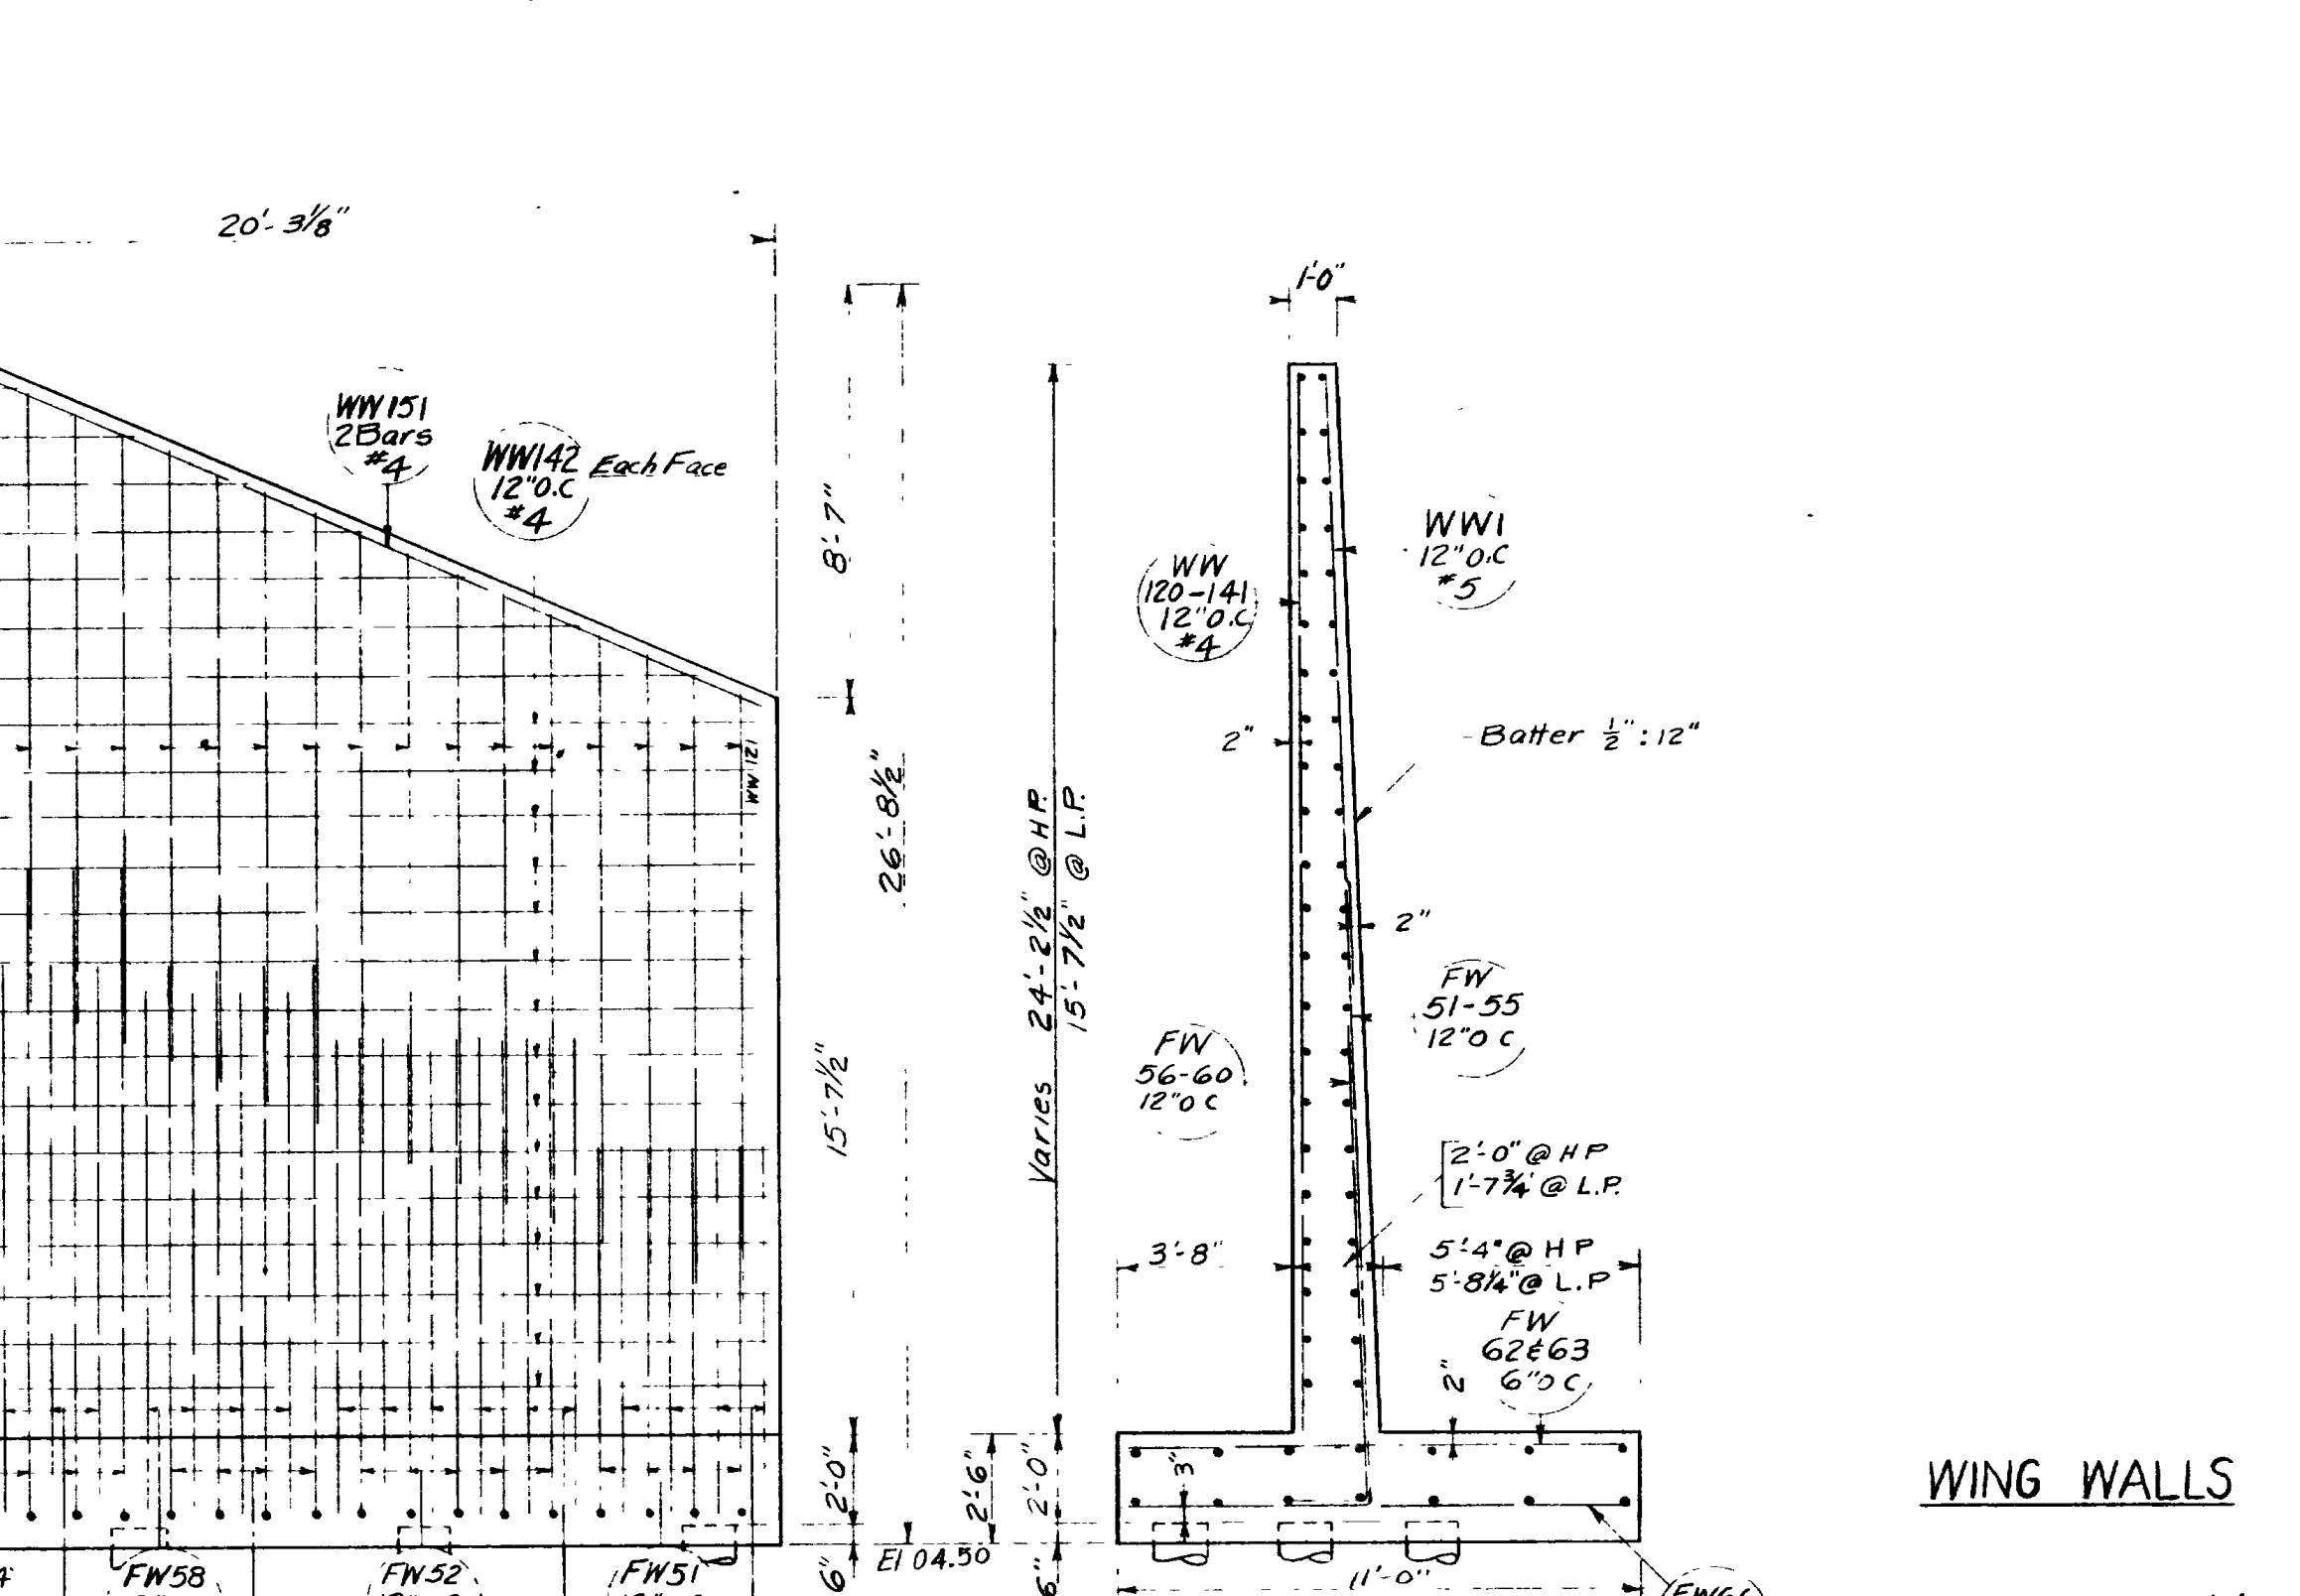 20'-3⅛"
WW151
2Bars
#4
WW142 Each Face
12"O.C
#4
8'-7"
26'-8½"
15'-7½"
WW 121
2'-0"
6"
2'-6"
2'-0"
6"
El 04.50
FW58
FW52
FW51
1'-0"
WW
120-141
12"O.C
#4
WW1
12"O.C
#5
2"
Batter ½":12"
Varies 24'-2½" @ H.P.
15'-7½" @ L.P.
2"
FW
51-55
12"O C
FW
56-60
12"O C
2'-0" @ H P
1'-7¾" @ L.P.
3'-8"
5'-4" @ H P
5'-8¼" @ L.P
FW
62&63
6"O C
2"
3"
11'-0"
WING WALLS